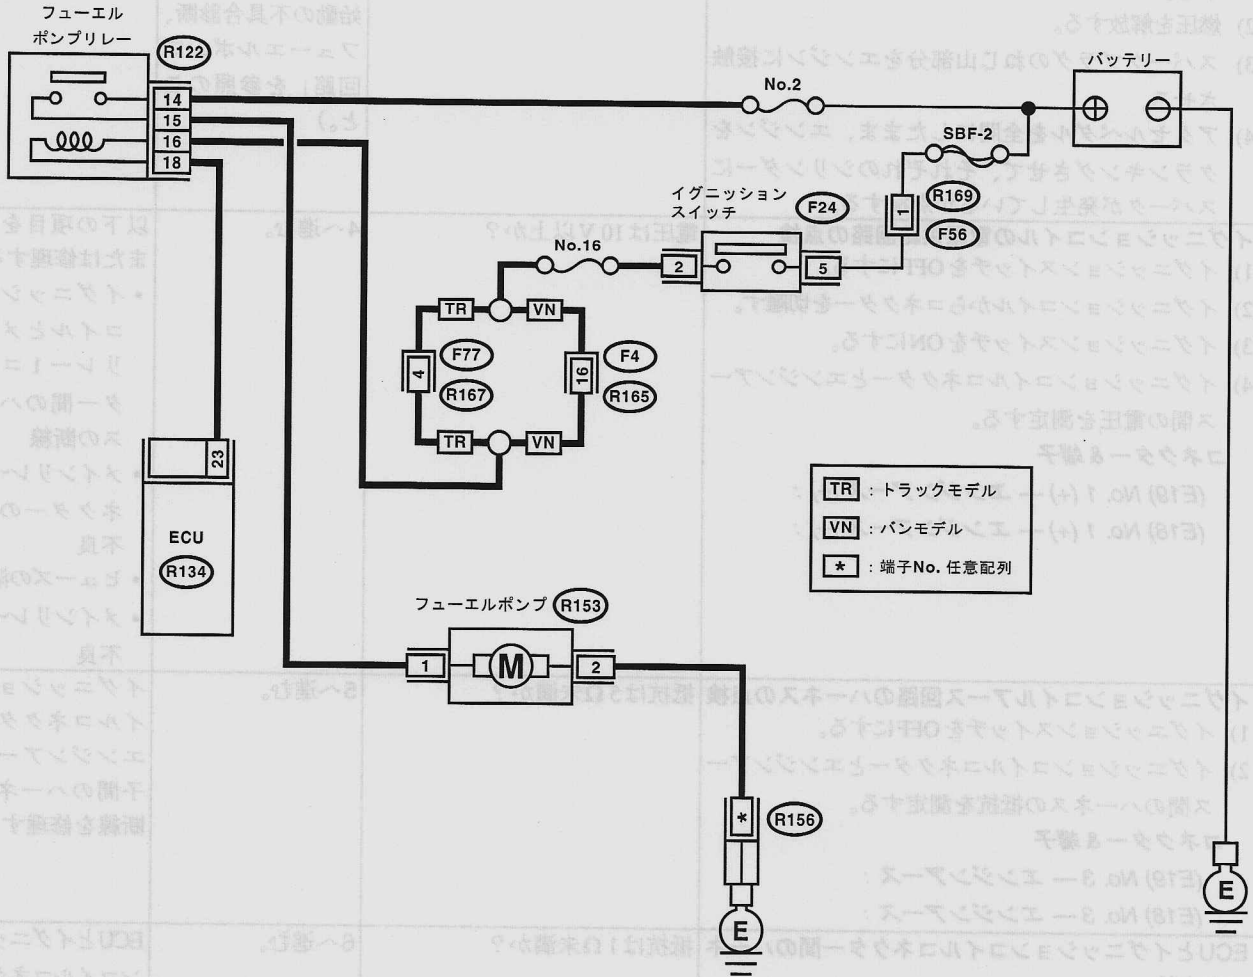 フューエル
ポンプリレー
R122
14
15
16
18
No.2
バッテリー
SBF-2
イグニッション
スイッチ
F24
1
R169
F56
No.16
2
5
TR
VN
4
F77
R167
16
F4
R165
TR
VN
23
ECU
R134
TR : トラックモデル
VN : バンモデル
* : 端子No. 任意配列
フューエルポンプ
R153
1
M
2
*
R156
E
E